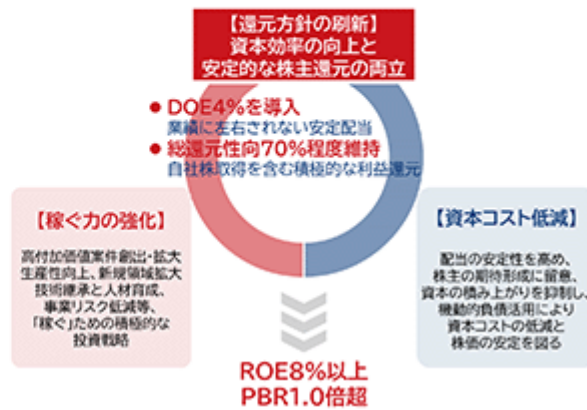 【還元方針の刷新】
資本効率の向上と
安定的な株主還元の両立
● DOE4%を導入
業績に左右されない安定配当
● 総還元性向70%程度維持
自社株取得を含む積極的な利益還元
【稼ぐ力の強化】
高付加価値案件創出・拡大
生産性向上、新規領域拡大
技術継承と人材育成、
事業リスク低減等、
「稼ぐ」ための積極的な
投資戦略
【資本コスト低減】
配当の安定性を高め、
株主の期待形成に留意、
資本の積み上がりを抑制し、
機動的負債活用により
資本コストの低減と
株価の安定を図る
ROE8%以上
PBR1.0倍超